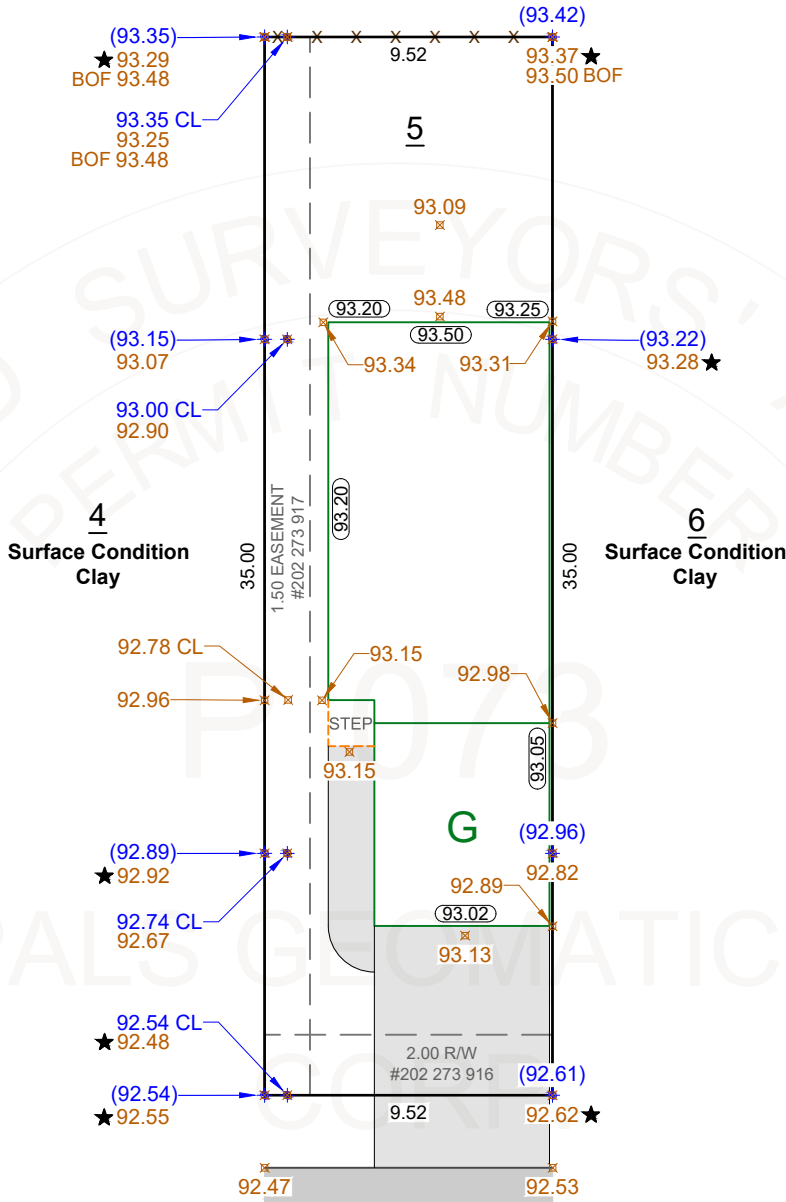 (93.42)
(93.35)
★ 93.29
BOF 93.48
X X X X X X X
9.52
93.37 ★
93.50 BOF
93.35 CL
93.25
BOF 93.48
5
93.09
SURVEYORS'
93.20
93.48
93.25
93.50
(93.15)
93.07
93.34
93.31
(93.22)
93.28 ★
PERMIT NUMBER
93.00 CL
92.90
4
Surface Condition
Clay
35.00
1.50 EASEMENT
#202 273 917
93.20
35.00
6
Surface Condition
Clay
92.78 CL
93.15
92.96
92.98
STEP
P 073
93.15
93.05
G
(92.89)
★ 92.92
(92.96)
92.82
92.74 CL
92.67
92.89
93.02
93.13
PALS GEOMATIC
92.54 CL
★ 92.48
2.00 R/W
#202 273 916
CORP
(92.54)
★ 92.55
(92.61)
9.52
92.62 ★
92.47
92.53